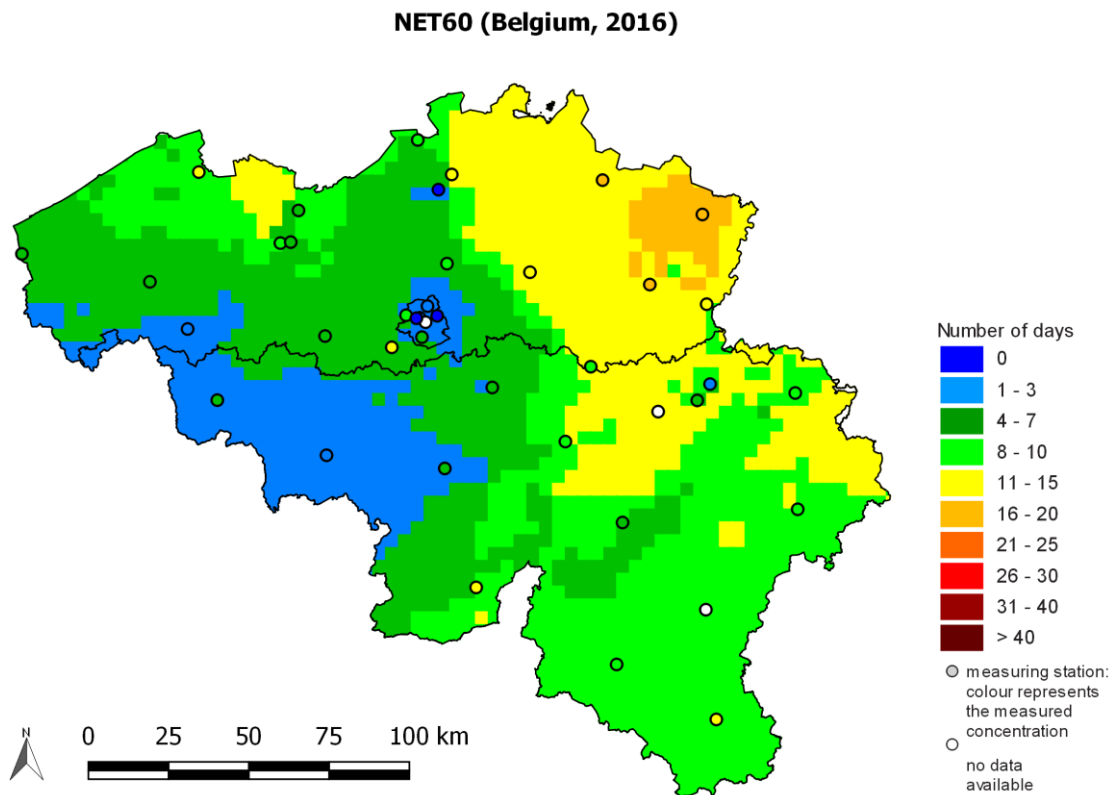 NET60 (Belgium, 2016)
Number of days
0
1 - 3
4 - 7
8 - 10
11 - 15
16 - 20
21 - 25
26 - 30
31 - 40
> 40
measuring station:
colour represents
the measured
concentration
no data
available
N
0 25 50 75 100 km